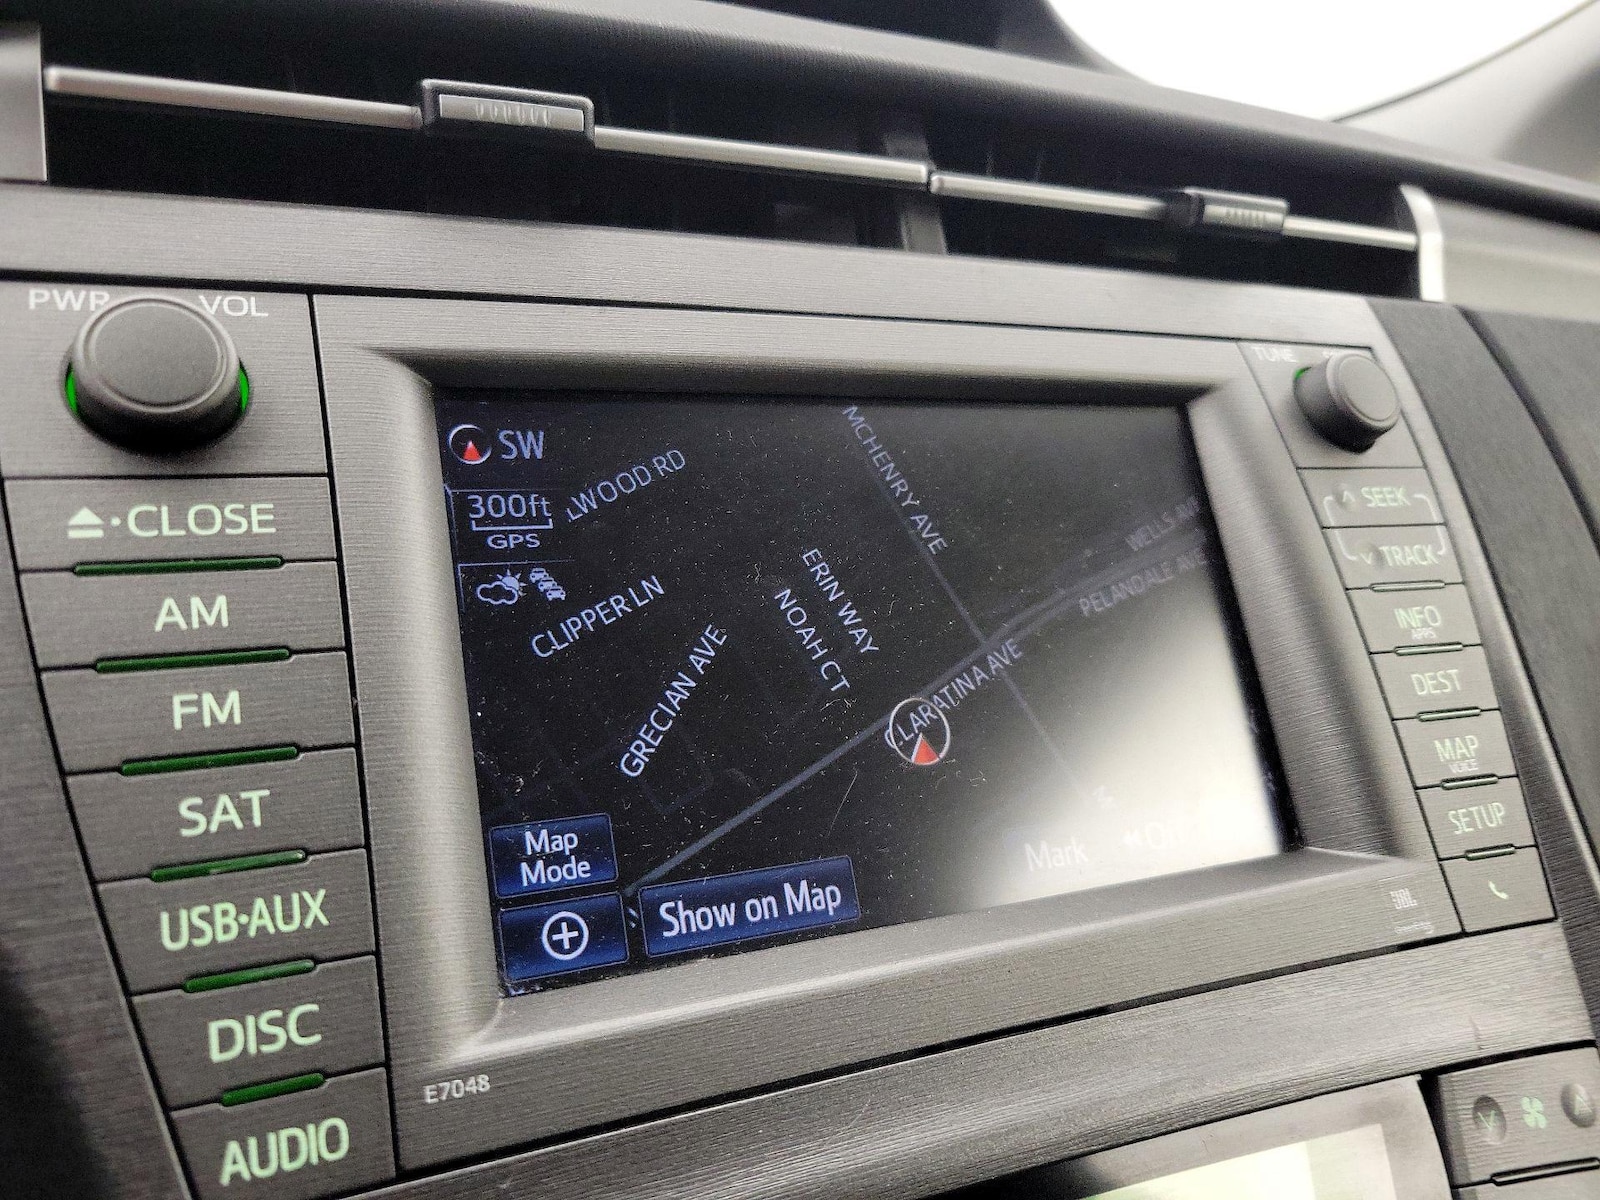 PWR VOL
TUNE
▲·CLOSE
AM
FM
SAT
USB·AUX
DISC
AUDIO
SW
300ft
GPS
LWOOD RD
CLIPPER LN
GRECIAN AVE
ERIN WAY
NOAH CT
MCHENRY AVE
WELLS AVE
PELANDALE AVE
CLARATINA AVE
Map
Mode
Show on Map
Mark
E7048
JBL
SEEK
TRACK
INFO
APPS
DEST
MAP
VOICE
SETUP